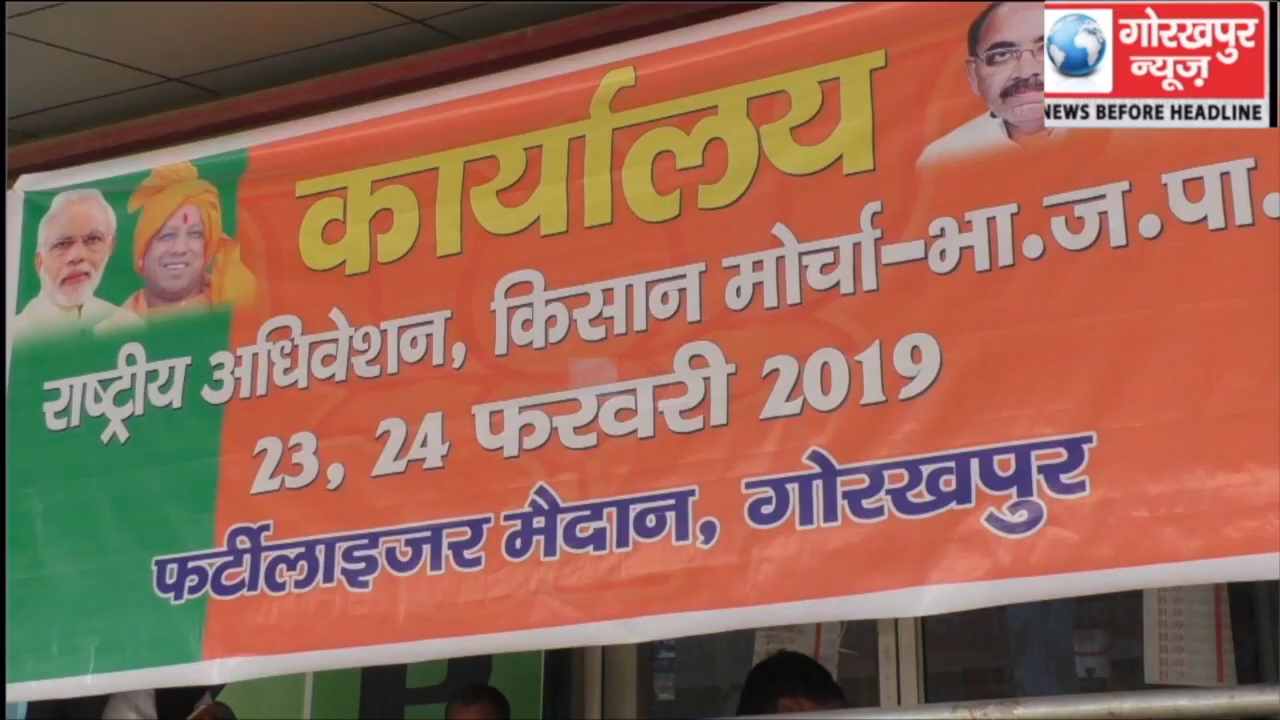 गोरखपुर
न्यूज़
NEWS BEFORE HEADLINE
कार्यालय
राष्ट्रीय अधिवेशन, किसान मोर्चा-भा.ज.पा.
23, 24 फरवरी 2019
फर्टीलाइजर मैदान, गोरखपुर